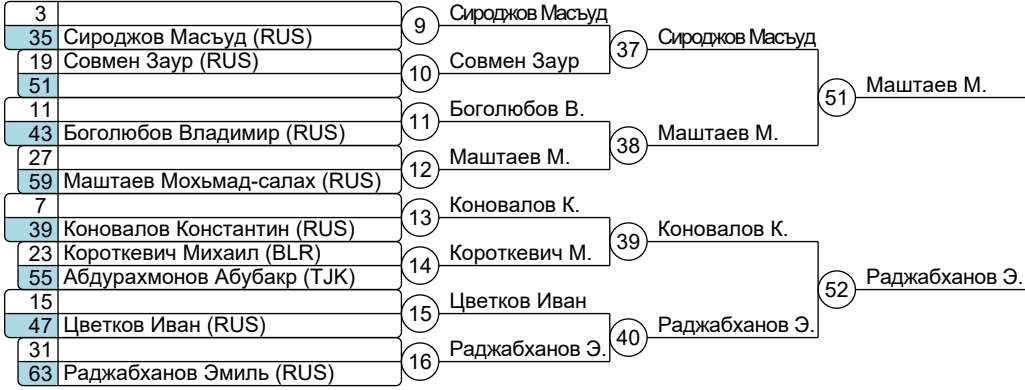 3
35 Сироджов Масъуд (RUS)
19 Совмен Заур (RUS)
51
11
43 Боголюбов Владимир (RUS)
27
59 Маштаев Мохьмад-салах (RUS)
7
39 Коновалов Константин (RUS)
23 Короткевич Михаил (BLR)
55 Абдурахмонов Абубакр (TJK)
15
47 Цветков Иван (RUS)
31
63 Раджабханов Эмиль (RUS)
9 Сироджов Масъуд
10 Совмен Заур
11 Боголюбов В.
12 Маштаев М.
13 Коновалов К.
14 Короткевич М.
15 Цветков Иван
16 Раджабханов Э.
37 Сироджов Масъуд
38 Маштаев М.
39 Коновалов К.
40 Раджабханов Э.
51 Маштаев М.
52 Раджабханов Э.